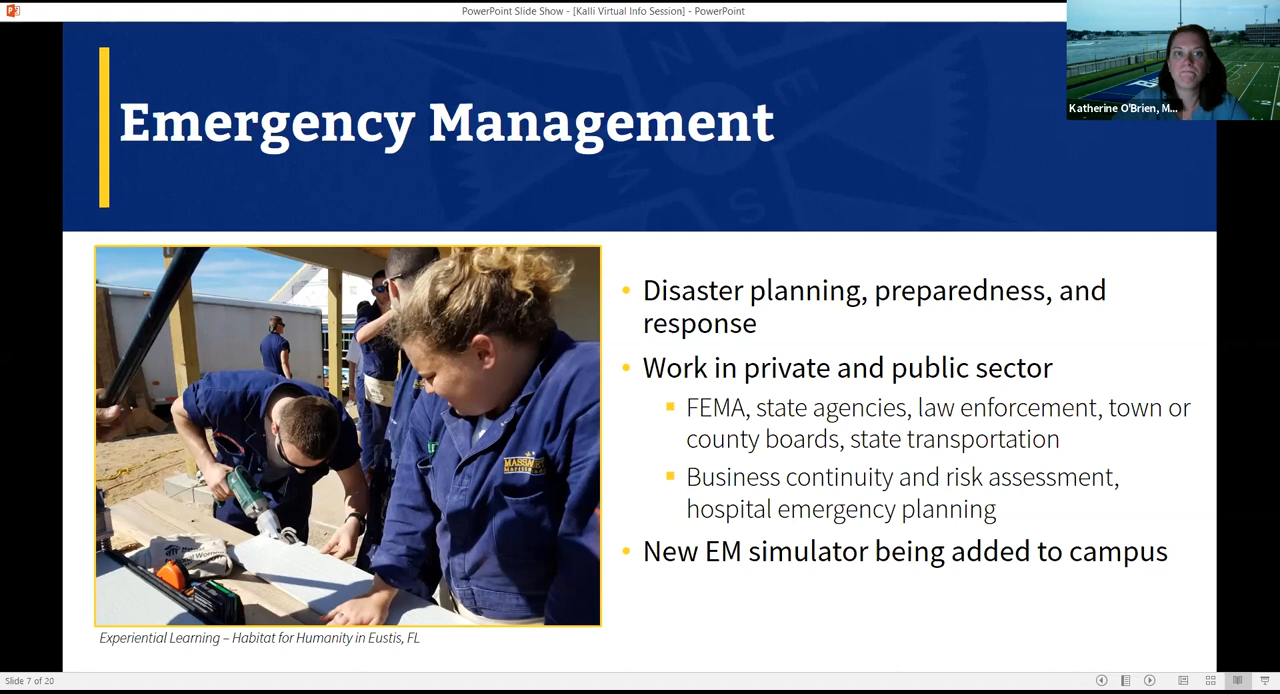 PowerPoint Slide Show - [Kalli Virtual Info Session] - PowerPoint
Katherine O'Brien, M...
Emergency Management
N
E
S
W
Disaster planning, preparedness, and
response
Work in private and public sector
FEMA, state agencies, law enforcement, town or
county boards, state transportation
Business continuity and risk assessment,
hospital emergency planning
New EM simulator being added to campus
Experiential Learning – Habitat for Humanity in Eustis, FL
Slide 7 of 20